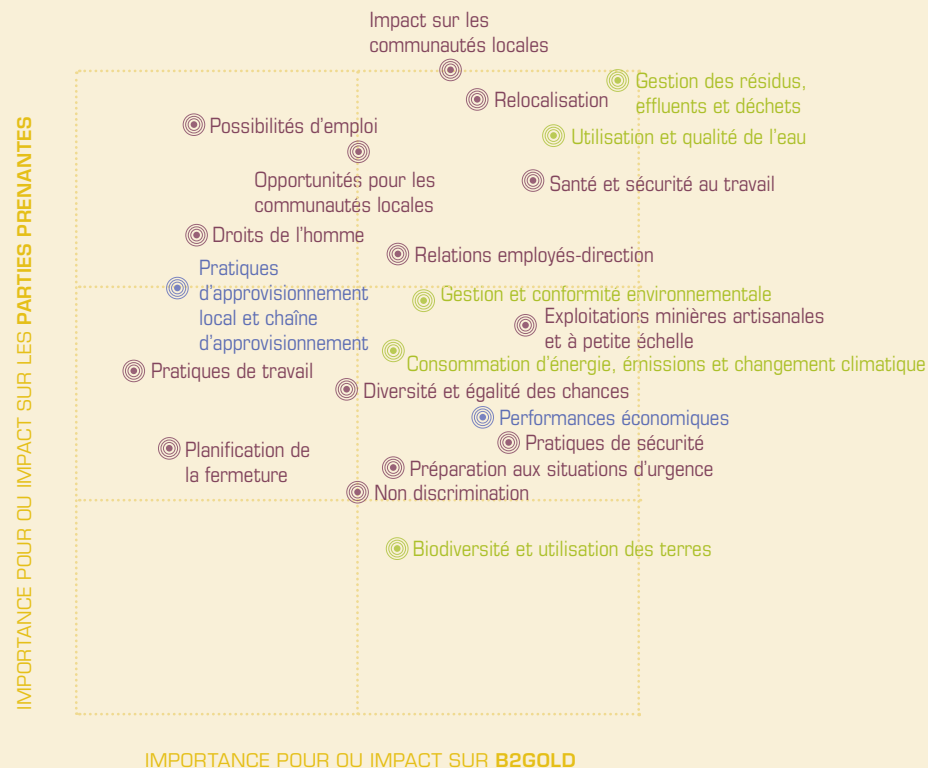 Impact sur les
communautés locales
Gestion des résidus,
effluents et déchets
Relocalisation
Possibilités d'emploi
Utilisation et qualité de l'eau
Opportunités pour les
communautés locales
Santé et sécurité au travail
Droits de l'homme
Relations employés-direction
Pratiques
d'approvisionnement
local et chaîne
d'approvisionnement
Gestion et conformité environnementale
Exploitations minières artisanales
et à petite échelle
Consommation d'énergie, émissions et changement climatique
Pratiques de travail
Diversité et égalité des chances
Performances économiques
Pratiques de sécurité
Planification de
la fermeture
Préparation aux situations d'urgence
Non discrimination
Biodiversité et utilisation des terres
IMPORTANCE POUR OU IMPACT SUR LES PARTIES PRENANTES
IMPORTANCE POUR OU IMPACT SUR B2GOLD